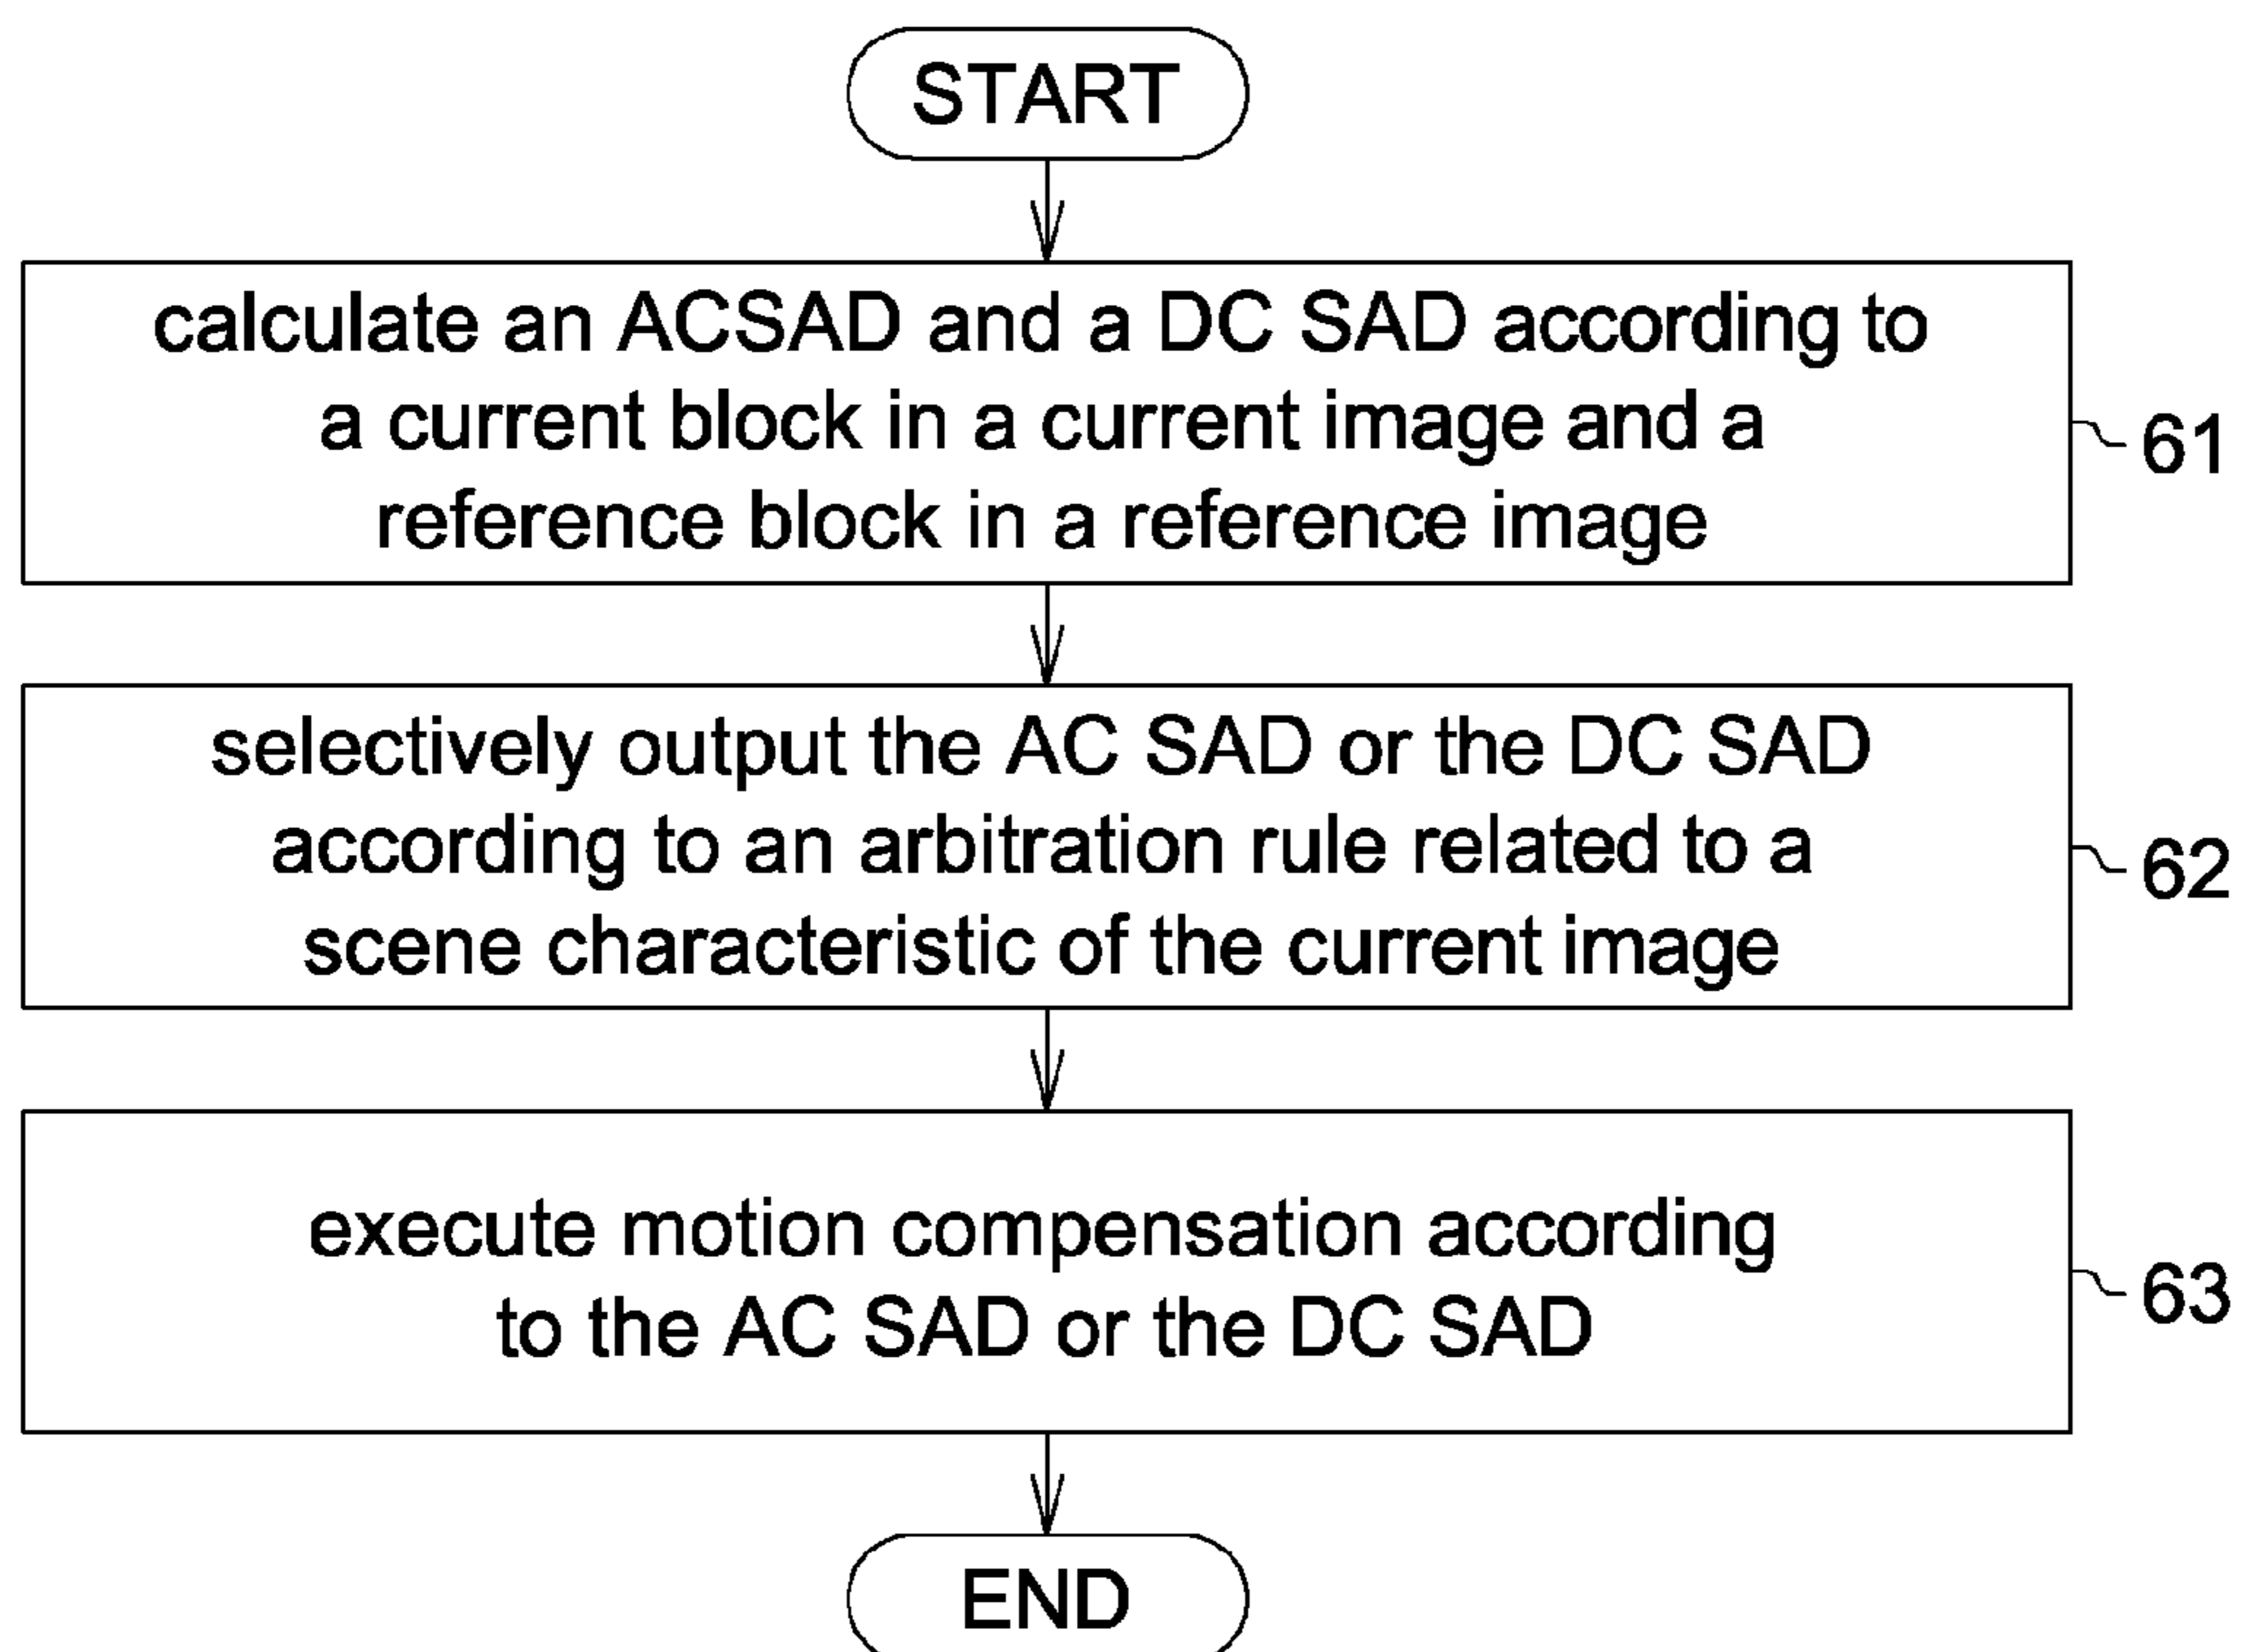 START
calculate an ACSAD and a DC SAD according to
a current block in a current image and a
reference block in a reference image
61
selectively output the AC SAD or the DC SAD
according to an arbitration rule related to a
scene characteristic of the current image
62
execute motion compensation according
to the AC SAD or the DC SAD
63
END